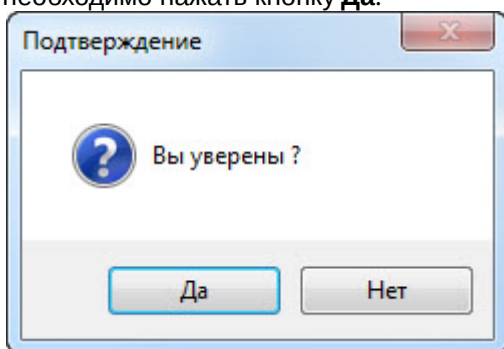 необходимо нажать кнопку Да.
Подтверждение
Вы уверены ?
Да
Нет